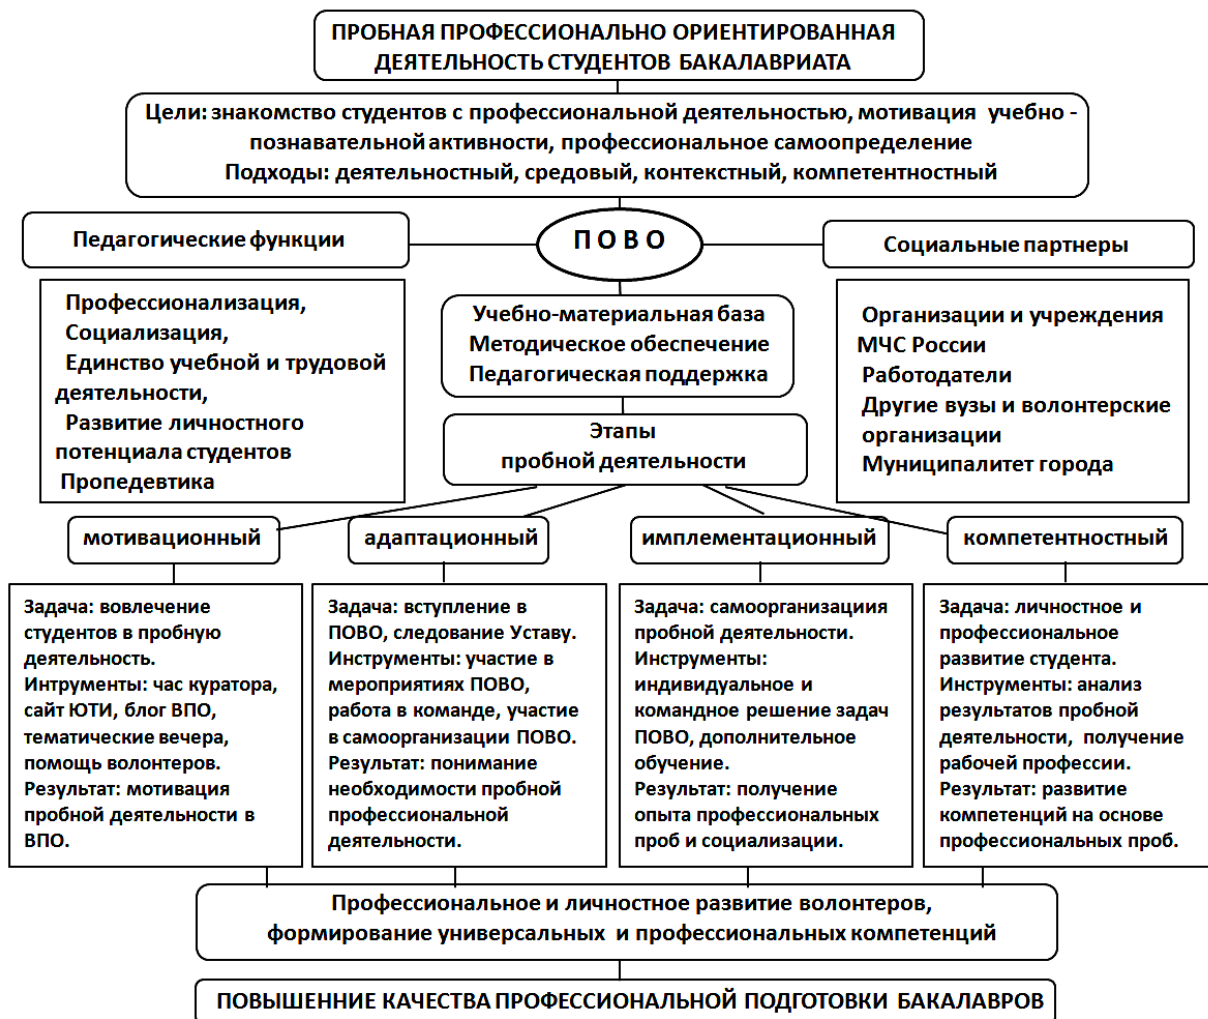 ПРОБНАЯ ПРОФЕССИОНАЛЬНО ОРИЕНТИРОВАННАЯ
ДЕЯТЕЛЬНОСТЬ СТУДЕНТОВ БАКАЛАВРИАТА
Цели: знакомство студентов с профессиональной деятельностью, мотивация учебно -
познавательной активности, профессиональное самоопределение
Подходы: деятельностный, средовый, контекстный, компетентностный
Педагогические функции
П О В О
Социальные партнеры
Профессионализация,
Социализация,
Единство учебной и трудовой
деятельности,
Развитие личностного
потенциала студентов
Пропедевтика
Учебно-материальная база
Методическое обеспечение
Педагогическая поддержка
Организации и учреждения
МЧС России
Работодатели
Другие вузы и волонтерские
организации
Муниципалитет города
Этапы
пробной деятельности
мотивационный
адаптационный
имплементационный
компетентностный
Задача: вовлечение
студентов в пробную
деятельность.
Интрументы: час куратора,
сайт ЮТИ, блог ВПО,
тематические вечера,
помощь волонтеров.
Результат: мотивация
пробной деятельности в
ВПО.
Задача: вступление в
ПОВО, следование Уставу.
Инструменты: участие в
мероприятиях ПОВО,
работа в команде, участие
в самоорганизации ПОВО.
Результат: понимание
необходимости пробной
профессиональной
деятельности.
Задача: самоорганизациия
пробной деятельности.
Инструменты:
индивидуальное и
командное решение задач
ПОВО, дополнительное
обучение.
Результат: получение
опыта профессиональных
проб и социализации.
Задача: личностное и
профессиональное
развитие студента.
Инструменты: анализ
результатов пробной
деятельности, получение
рабочей профессии.
Результат: развитие
компетенций на основе
профессиональных проб.
Профессиональное и личностное развитие волонтеров,
формирование универсальных и профессиональных компетенций
ПОВЫШЕННИЕ КАЧЕСТВА ПРОФЕССИОНАЛЬНОЙ ПОДГОТОВКИ БАКАЛАВРОВ